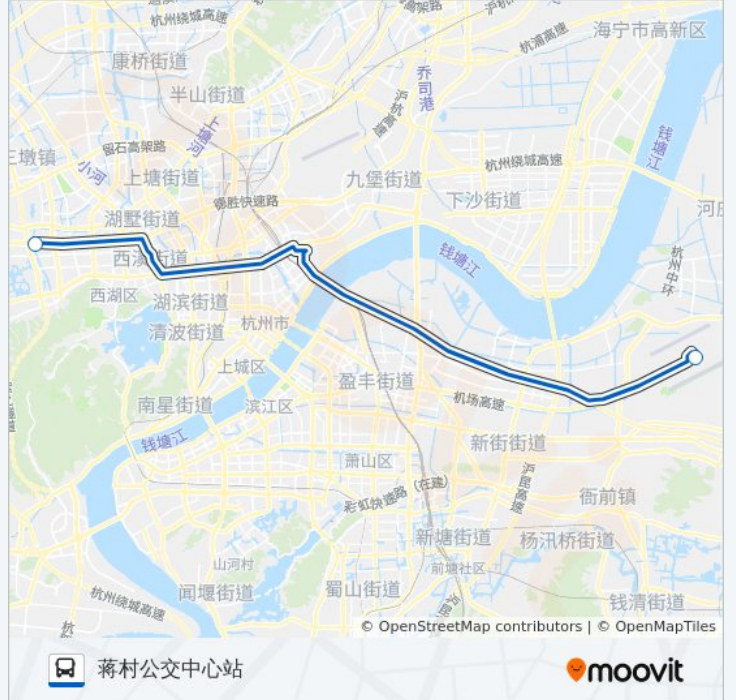 杭州绕城高速
高架路
海宁市高新区
杭浦高速
康桥街道
乔司港
半山街道
沪杭高速
上塘河
钱塘江
留石高架路
三墩镇
小河
上塘街道
杭州绕城高速
九堡街道
下沙街道
德胜快速路
湖墅街道
西溪街道
钱塘江
杭州中环
西湖区
湖滨街道
清波街道
杭州市
上城区
盈丰街道
南星街道
滨江区
机场高速
钱塘江
新街街道
萧山区
沪昆高速
彩虹快速路（在建）
衙前镇
新塘街道
杨汛桥街道
山河村
前塘社区
闻堰街道
蜀山街道
杭州绕城高速
钱清街道
© OpenStreetMap contributors | © OpenMapTiles
蒋村公交中心站
moovit